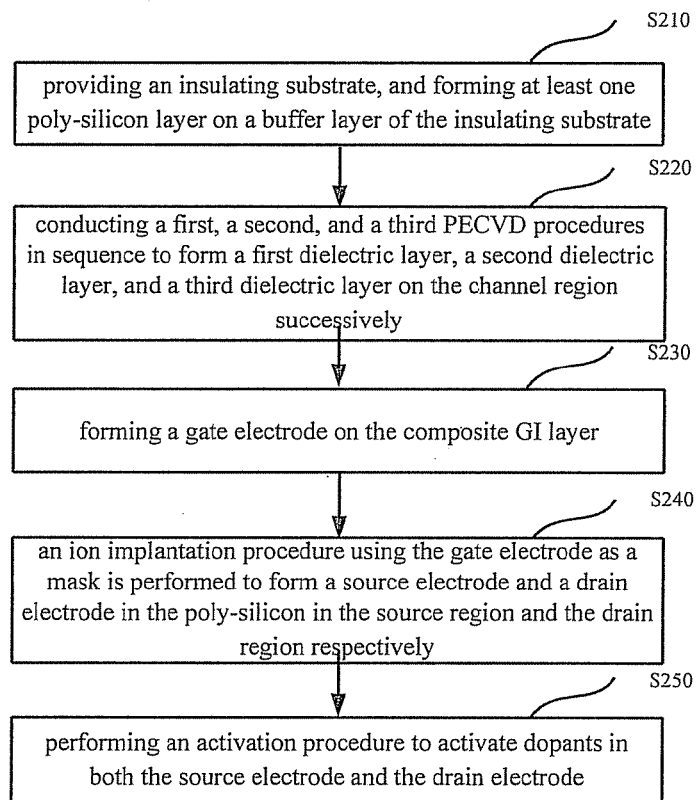 S210
providing an insulating substrate, and forming at least one
poly-silicon layer on a buffer layer of the insulating substrate
S220
conducting a first, a second, and a third PECVD procedures
in sequence to form a first dielectric layer, a second dielectric
layer, and a third dielectric layer on the channel region
successively
S230
forming a gate electrode on the composite GI layer
S240
an ion implantation procedure using the gate electrode as a
mask is performed to form a source electrode and a drain
electrode in the poly-silicon in the source region and the drain
region respectively
S250
performing an activation procedure to activate dopants in
both the source electrode and the drain electrode